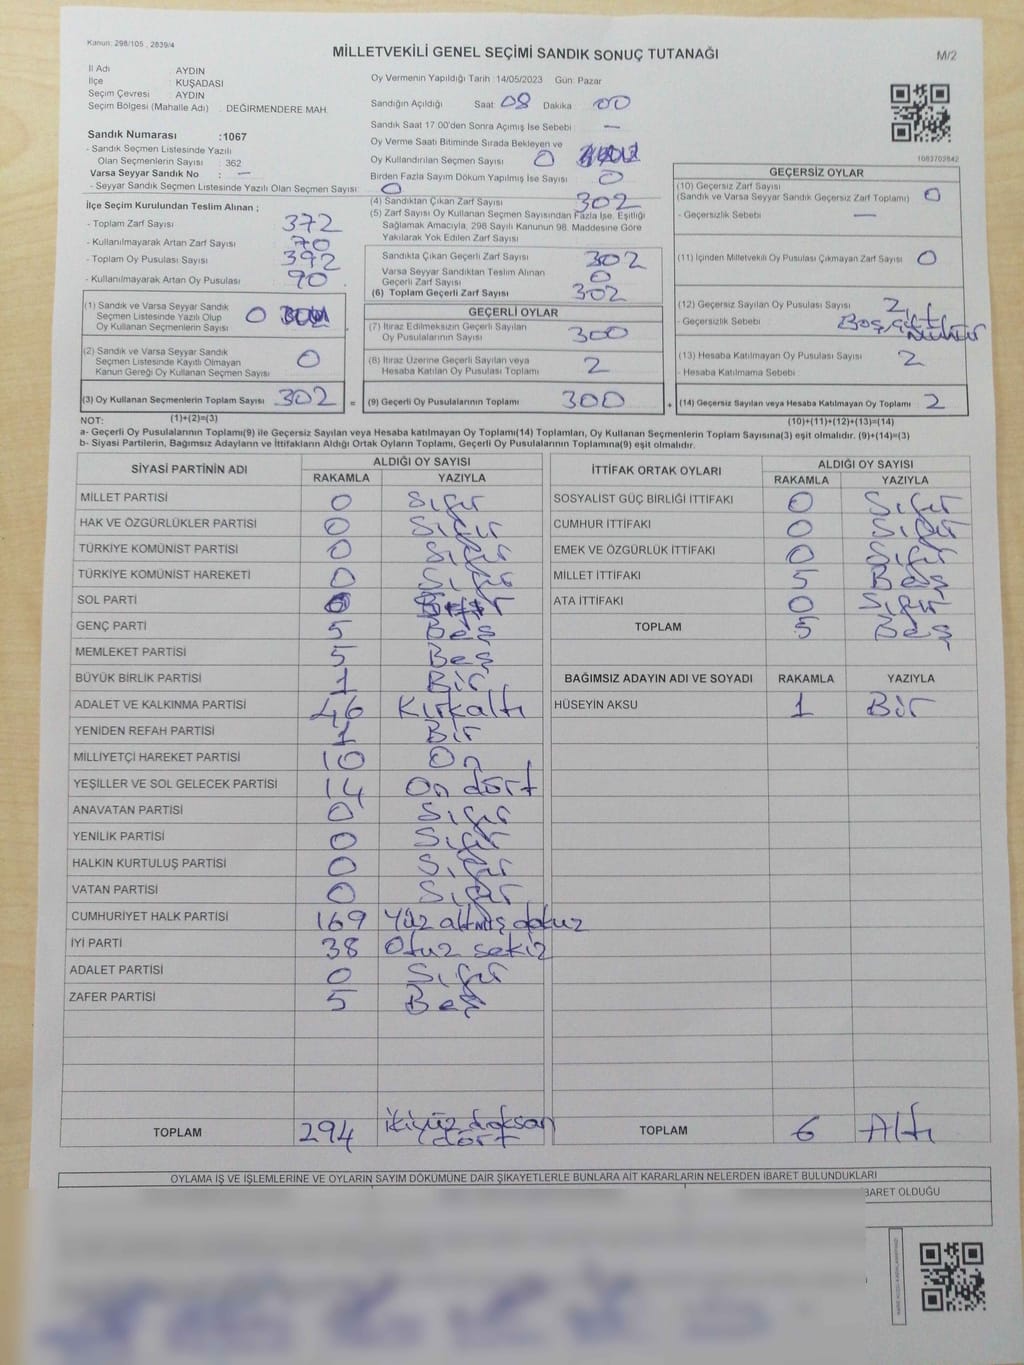 Kanun: 298/105 , 2839/4
MİLLETVEKİLİ GENEL SEÇİMİ SANDIK SONUÇ TUTANAĞI
M/2
İl Adı AYDIN
İlçe KUŞADASI
Seçim Çevresi AYDIN
Seçim Bölgesi (Mahalle Adı) : DEĞİRMENDERE MAH.
Sandık Numarası :1067
- Sandık Seçmen Listesinde Yazılı
Olan Seçmenlerin Sayısı : 362
Varsa Seyyar Sandık No : —
- Seyyar Sandık Seçmen Listesinde Yazılı Olan Seçmen Sayısı: 0
İlçe Seçim Kurulundan Teslim Alınan ;
- Toplam Zarf Sayısı 372
- Kullanılmayarak Artan Zarf Sayısı 70
- Toplam Oy Pusulası Sayısı 392
- Kullanılmayarak Artan Oy Pusulası 90
(1) Sandık ve Varsa Seyyar Sandık
Seçmen Listesinde Yazılı Olup 0
Oy Kullanan Seçmenlerin Sayısı
(2) Sandık ve Varsa Seyyar Sandık
Seçmen Listesinde Kayıtlı Olmayan 0
Kanun Gereği Oy Kullanan Seçmen Sayısı
(3) Oy Kullanan Seçmenlerin Toplam Sayısı 302 =
(1)+(2)=(3)
Oy Vermenin Yapıldığı Tarih : 14/05/2023 Gün: Pazar
Sandığın Açıldığı Saat 08 Dakika 00
Sandık Saat 17.00'den Sonra Açılmış İse Sebebi —
Oy Verme Saati Bitiminde Sırada Bekleyen ve
Oy Kullandırılan Seçmen Sayısı 0
Birden Fazla Sayım Döküm Yapılmış İse Sayısı 0
(4) Sandıktan Çıkan Zarf Sayısı 302
(5) Zarf Sayısı Oy Kullanan Seçmen Sayısından Fazla İse, Eşitliği
Sağlamak Amacıyla, 298 Sayılı Kanunun 98. Maddesine Göre
Yakılarak Yok Edilen Zarf Sayısı
Sandıkta Çıkan Geçerli Zarf Sayısı 302
Varsa Seyyar Sandıktan Teslim Alınan
Geçerli Zarf Sayısı 0
(6) Toplam Geçerli Zarf Sayısı 302
GEÇERLİ OYLAR
(7) İtiraz Edilmeksizin Geçerli Sayılan
Oy Pusulalarının Sayısı 300
(8) İtiraz Üzerine Geçerli Sayılan veya
Hesaba Katılan Oy Pusulası Toplamı 2
(9) Geçerli Oy Pusulalarının Toplamı 300 +
1083703842
GEÇERSİZ OYLAR
(10) Geçersiz Zarf Sayısı
(Sandık ve Varsa Seyyar Sandık Geçersiz Zarf Toplamı) 0
- Geçersizlik Sebebi —
(11) İçinden Milletvekili Oy Pusulası Çıkmayan Zarf Sayısı 0
(12) Geçersiz Sayılan Oy Pusulası Sayısı 2
- Geçersizlik Sebebi Boş,
(13) Hesaba Katılmayan Oy Pusulası Sayısı 2
- Hesaba Katılmama Sebebi
(14) Geçersiz Sayılan veya Hesaba Katılmayan Oy Toplamı 2
(10)+(11)+(12)+(13)=(14)
NOT:
a- Geçerli Oy Pusulalarının Toplamı(9) ile Geçersiz Sayılan veya Hesaba katılmayan Oy Toplamı(14) Toplamları, Oy Kullanan Seçmenlerin Toplam Sayısına(3) eşit olmalıdır. (9)+(14)=(3)
b- Siyasi Partilerin, Bağımsız Adayların ve İttifakların Aldığı Ortak Oyların Toplamı, Geçerli Oy Pusulalarının Toplamına(9) eşit olmalıdır.
SİYASİ PARTİNİN ADI ALDIĞI OY SAYISI
RAKAMLA YAZIYLA
MİLLET PARTİSİ 0 Sıfır
HAK VE ÖZGÜRLÜKLER PARTİSİ 0 Sıfır
TÜRKİYE KOMÜNİST PARTİSİ 0 Sıfır
TÜRKİYE KOMÜNİST HAREKETİ 0 Sıfır
SOL PARTİ 0
GENÇ PARTİ 5 Beş
MEMLEKET PARTİSİ 5 Beş
BÜYÜK BİRLİK PARTİSİ 1 Bir
ADALET VE KALKINMA PARTİSİ 46 Kırkaltı
YENİDEN REFAH PARTİSİ 1 Bir
MİLLİYETÇİ HAREKET PARTİSİ 10 On
YEŞİLLER VE SOL GELECEK PARTİSİ 14 On dört
ANAVATAN PARTİSİ 0 Sıfır
YENİLİK PARTİSİ 0 Sıfır
HALKIN KURTULUŞ PARTİSİ 0 Sıfır
VATAN PARTİSİ 0 Sıfır
CUMHURİYET HALK PARTİSİ 169 Yüz altmış dokuz
İYİ PARTİ 38 Otuz sekiz
ADALET PARTİSİ 0 Sıfır
ZAFER PARTİSİ 5 Beş
TOPLAM 294 İkiyüz doksan
dört
İTTİFAK ORTAK OYLARI ALDIĞI OY SAYISI
RAKAMLA YAZIYLA
SOSYALİST GÜÇ BİRLİĞİ İTTİFAKI 0 Sıfır
CUMHUR İTTİFAKI 0 Sıfır
EMEK VE ÖZGÜRLÜK İTTİFAKI 0 Sıfır
MİLLET İTTİFAKI 5 Beş
ATA İTTİFAKI 0 Sıfır
TOPLAM 5 Beş
BAĞIMSIZ ADAYIN ADI VE SOYADI RAKAMLA YAZIYLA
HÜSEYİN AKSU 1 Bir
TOPLAM 6 Altı
OYLAMA İŞ VE İŞLEMLERİNE VE OYLARIN SAYIM DÖKÜMÜNE DAİR ŞİKAYETLERLE BUNLARA AİT KARARLARIN NELERDEN İBARET BULUNDUKLARI
BARET OLDUĞU